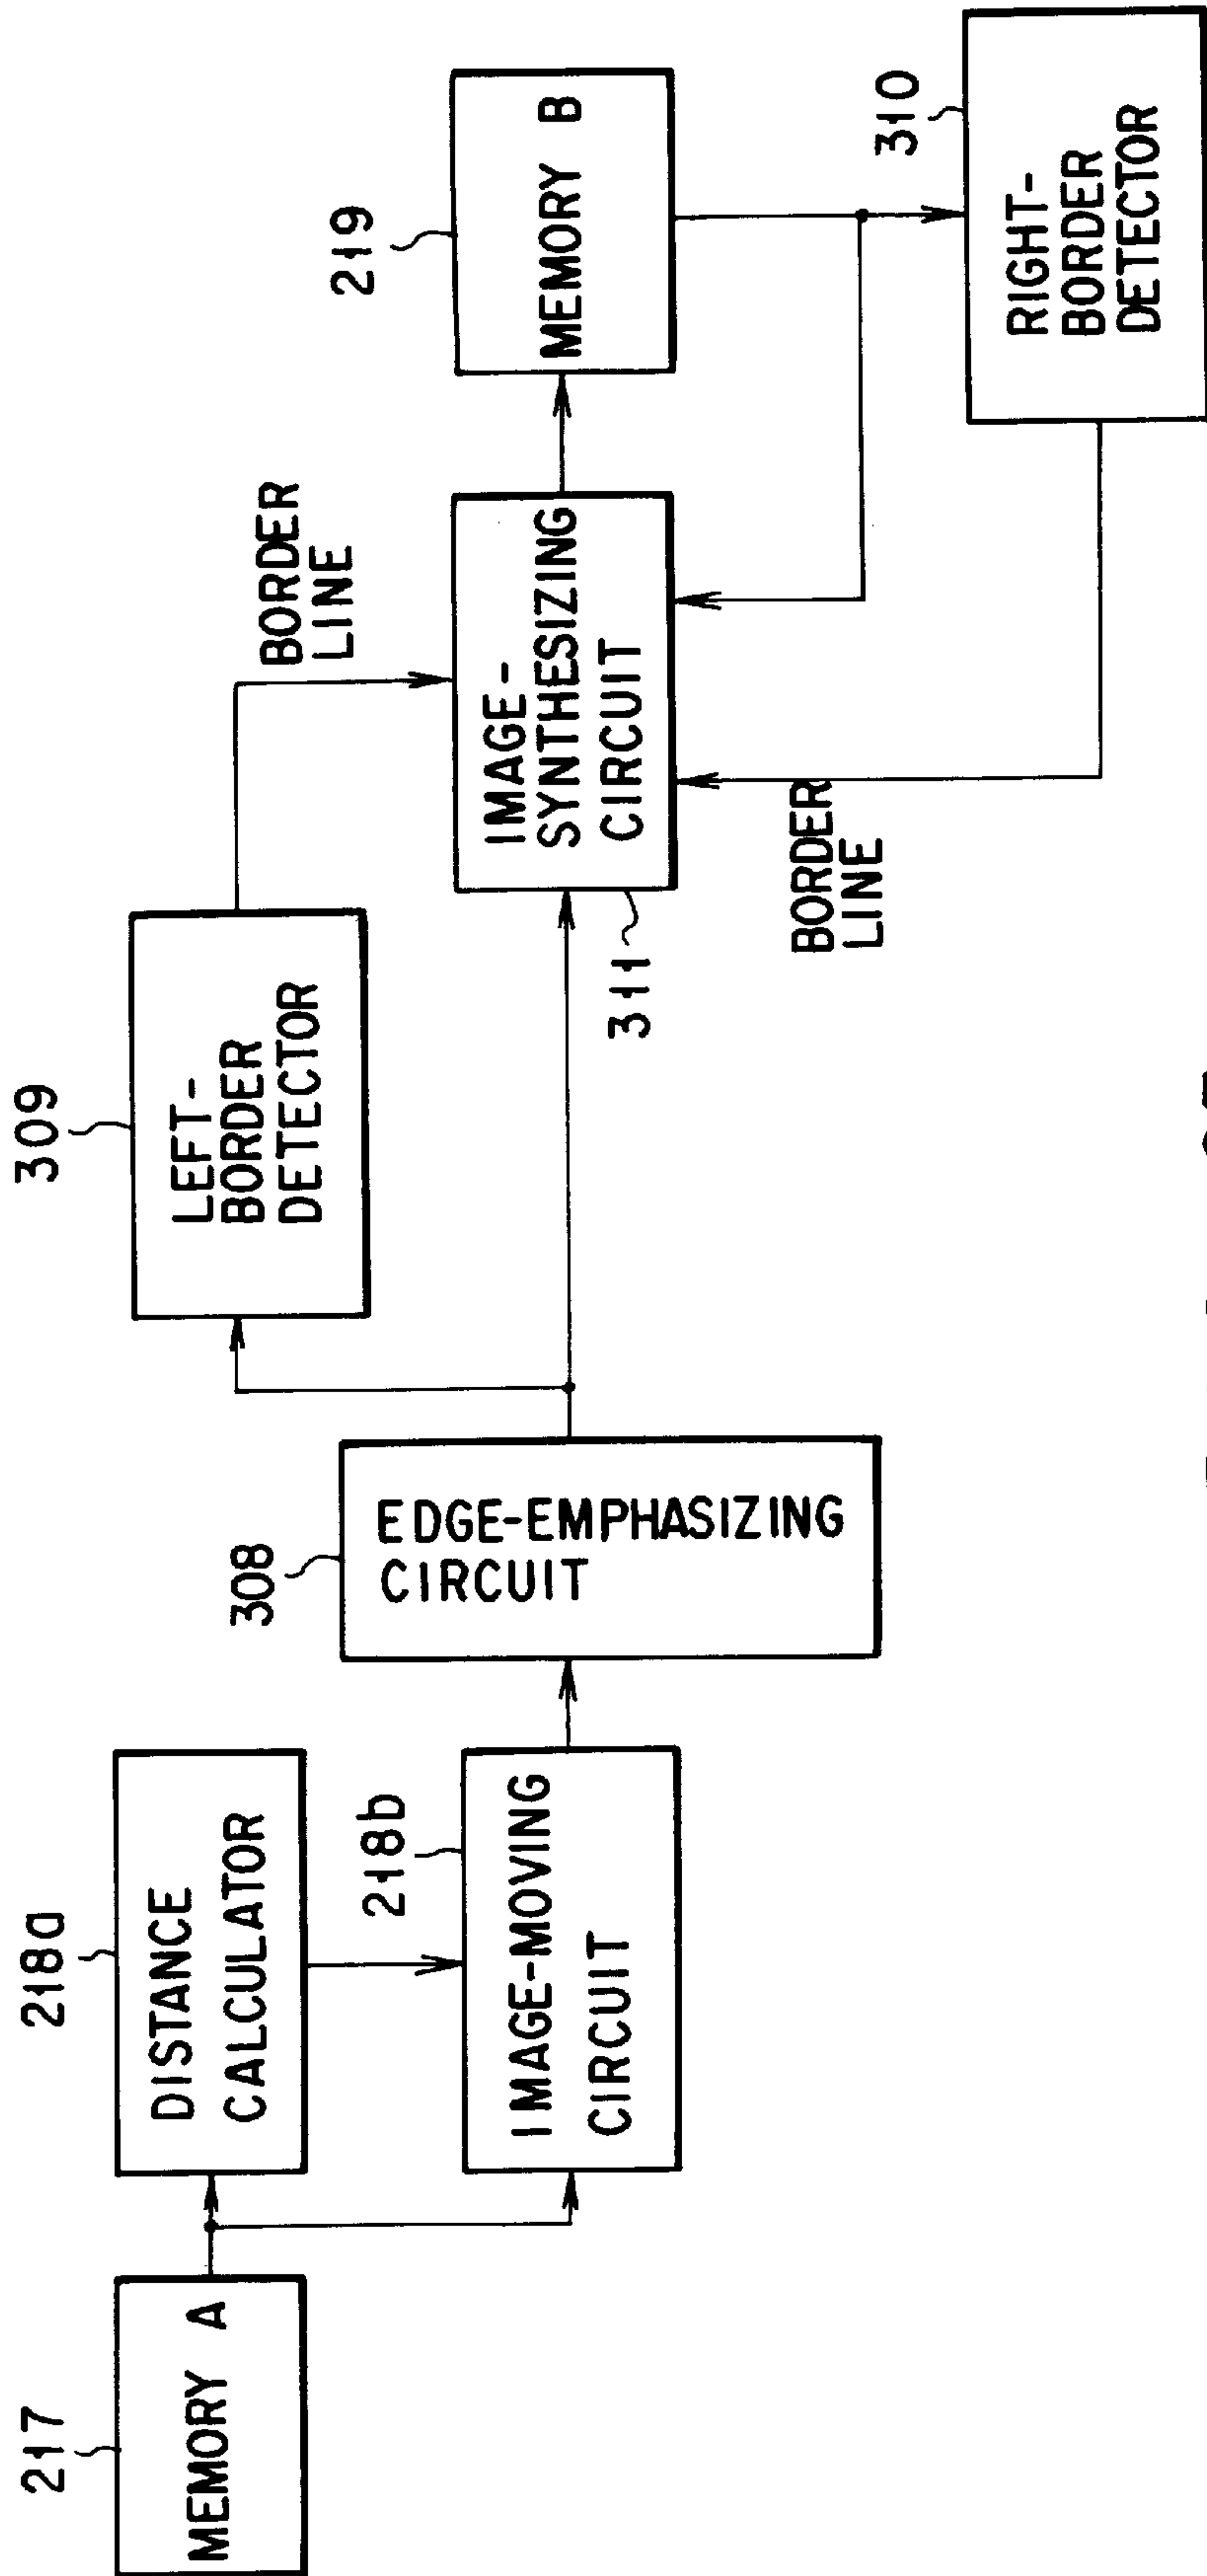 217
MEMORY A
218a
DISTANCE
CALCULATOR
218b
IMAGE-MOVING
CIRCUIT
308
EDGE-EMPHASIZING
CIRCUIT
309
LEFT-
BORDER
DETECTOR
BORDER
LINE
IMAGE-
SYNTHESIZING
CIRCUIT
311
BORDER
LINE
219
MEMORY B
310
RIGHT-
BORDER
DETECTOR